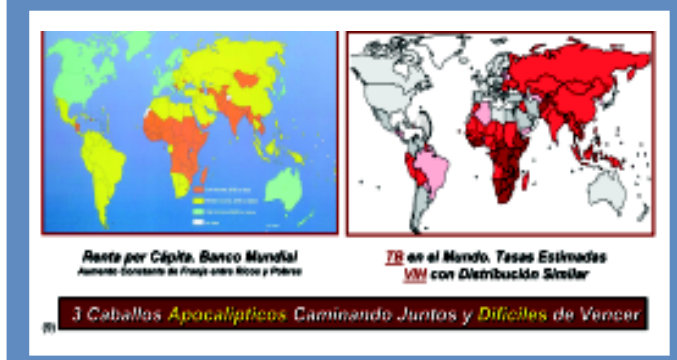 Renta per Cápita. Banco Mundial
Aumento Constante de Franja entre Ricos y Pobres
TB en el Mundo. Tasas Estimadas
VIH con Distribución Similar
3 Caballos Apocalípticos Caminando Juntos y Difíciles de Vencer